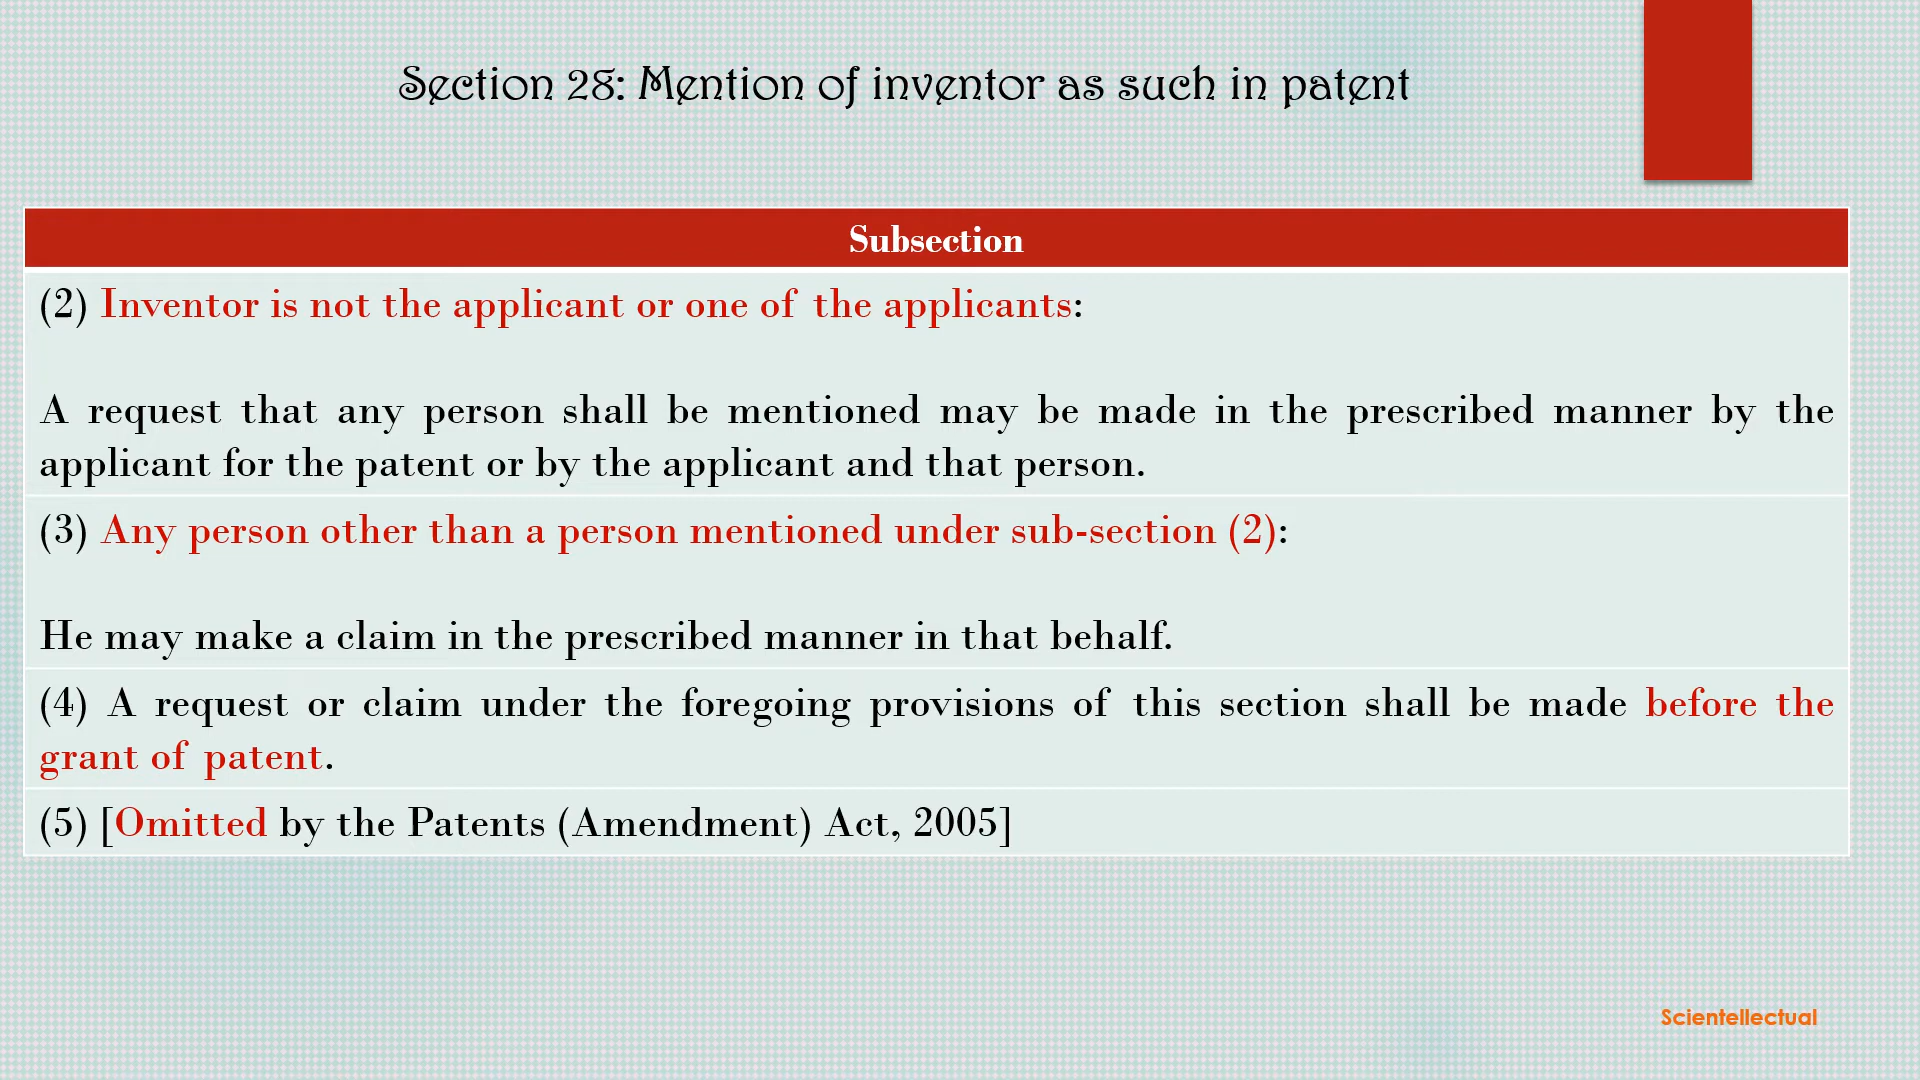 Section 28: Mention of inventor as such in patent
Subsection
(2) Inventor is not the applicant or one of the applicants:
A request that any person shall be mentioned may be made in the prescribed manner by the
applicant for the patent or by the applicant and that person.
(3) Any person other than a person mentioned under sub-section (2):
He may make a claim in the prescribed manner in that behalf.
(4) A request or claim under the foregoing provisions of this section shall be made before the
grant of patent.
(5) [Omitted by the Patents (Amendment) Act, 2005]
Scientellectual